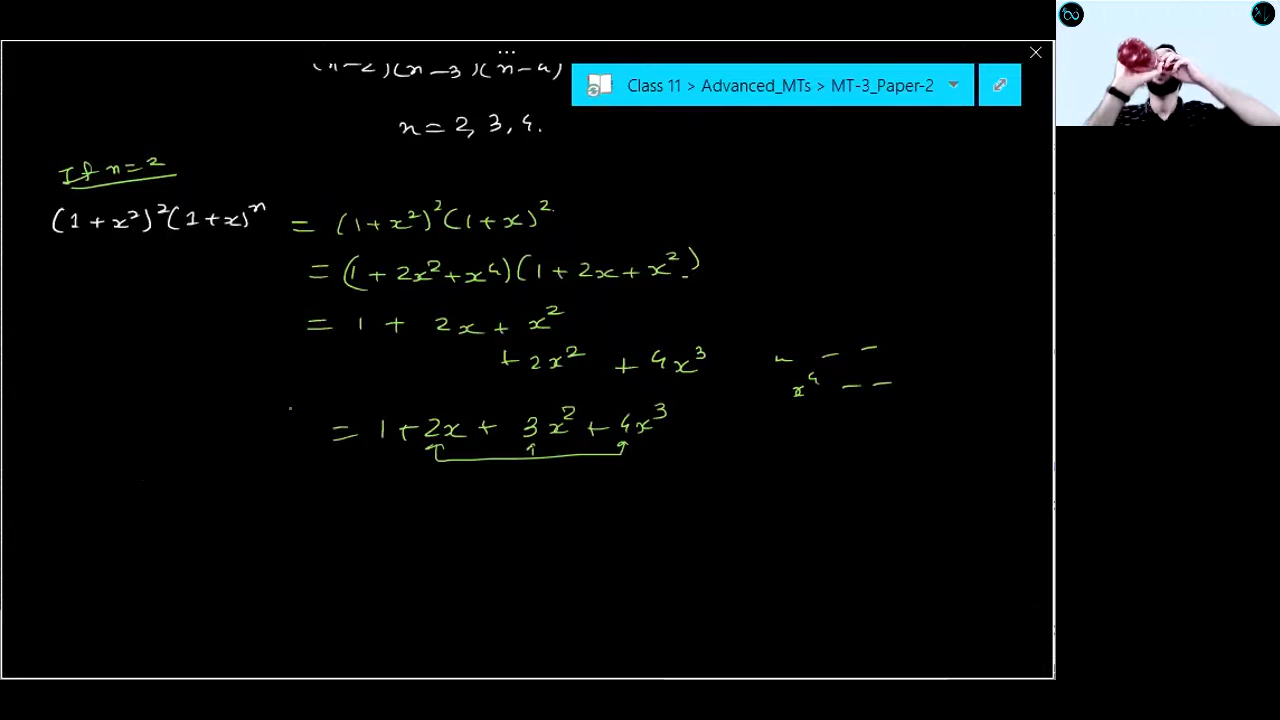 (n-2)(n-3)(n-4)
Class 11 > Advanced_MTs > MT-3_Paper-2
n = 2, 3, 4.
If n = 2
(1+x²)²(1+x)ⁿ = (1+x²)²(1+x)².
= (1 + 2x² + x⁴)(1 + 2x + x²)
= 1 + 2x + x²
+ 2x² + 4x³
x⁴ – –
= 1 + 2x + 3x² + 4x³